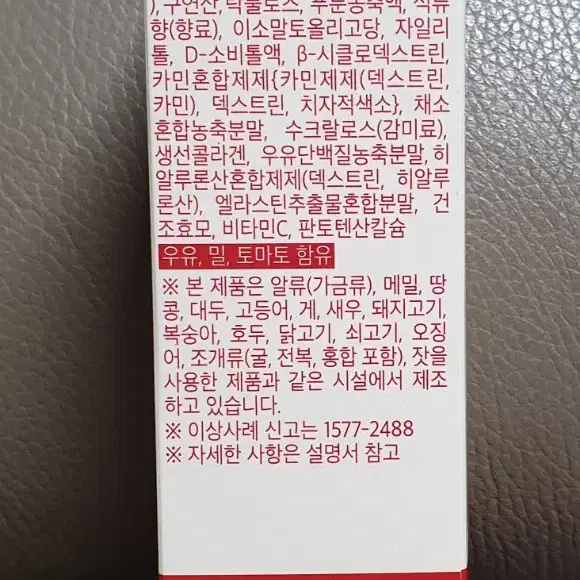 ), 구연산, 락툴로스, 푸룬농축액, 석류
향(향료), 이소말토올리고당, 자일리
톨, D-소비톨액, β-시클로덱스트린,
카민혼합제제{카민제제(덱스트린,
카민), 덱스트린, 치자적색소}, 채소
혼합농축분말, 수크랄로스(감미료),
생선콜라겐, 우유단백질농축분말, 히
알루론산혼합제제(덱스트린, 히알루
론산), 엘라스틴추출물혼합분말, 건
조효모, 비타민C, 판토텐산칼슘
우유, 밀, 토마토 함유
※ 본 제품은 알류(가금류), 메밀, 땅
콩, 대두, 고등어, 게, 새우, 돼지고기,
복숭아, 호두, 닭고기, 쇠고기, 오징
어, 조개류(굴, 전복, 홍합 포함), 잣을
사용한 제품과 같은 시설에서 제조
하고 있습니다.
※ 이상사례 신고는 1577-2488
※ 자세한 사항은 설명서 참고